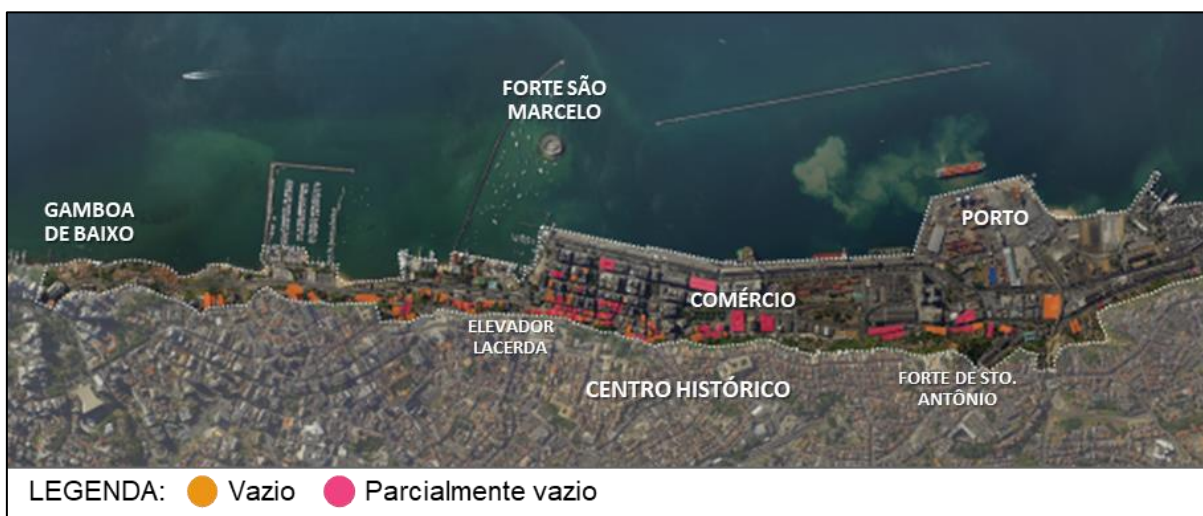 FORTE SÃO
MARCELO
GAMBOA
DE BAIXO
PORTO
COMÉRCIO
ELEVADOR
LACERDA
CENTRO HISTÓRICO
FORTE DE STO.
ANTÔNIO
LEGENDA: Vazio Parcialmente vazio